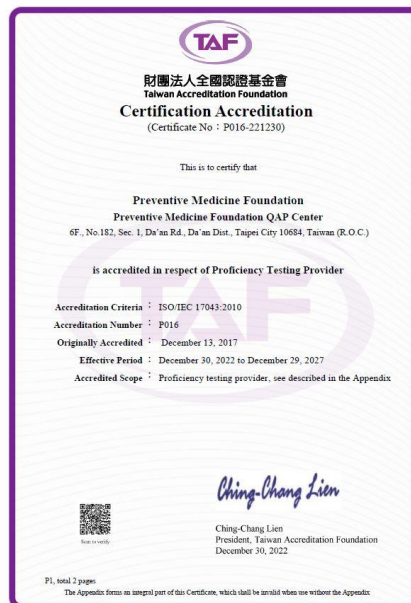 TAF
財團法人全國認證基金會
Taiwan Accreditation Foundation
Certification Accreditation
(Certificate No : P016-221230)
This is to certify that
Preventive Medicine Foundation
Preventive Medicine Foundation QAP Center
6F., No.182, Sec. 1, Da'an Rd., Da'an Dist., Taipei City 10684, Taiwan (R.O.C.)
is accredited in respect of Proficiency Testing Provider
Accreditation Criteria : ISO/IEC 17043:2010
Accreditation Number : P016
Originally Accredited : December 13, 2017
Effective Period : December 30, 2022 to December 29, 2027
Accredited Scope : Proficiency testing provider, see described in the Appendix
Ching-Chang Lien
Scan to verify
Ching-Chang Lien
President, Taiwan Accreditation Foundation
December 30, 2022
P1, total 2 pages
The Appendix forms an integral part of this Certificate, which shall be invalid when use without the Appendix